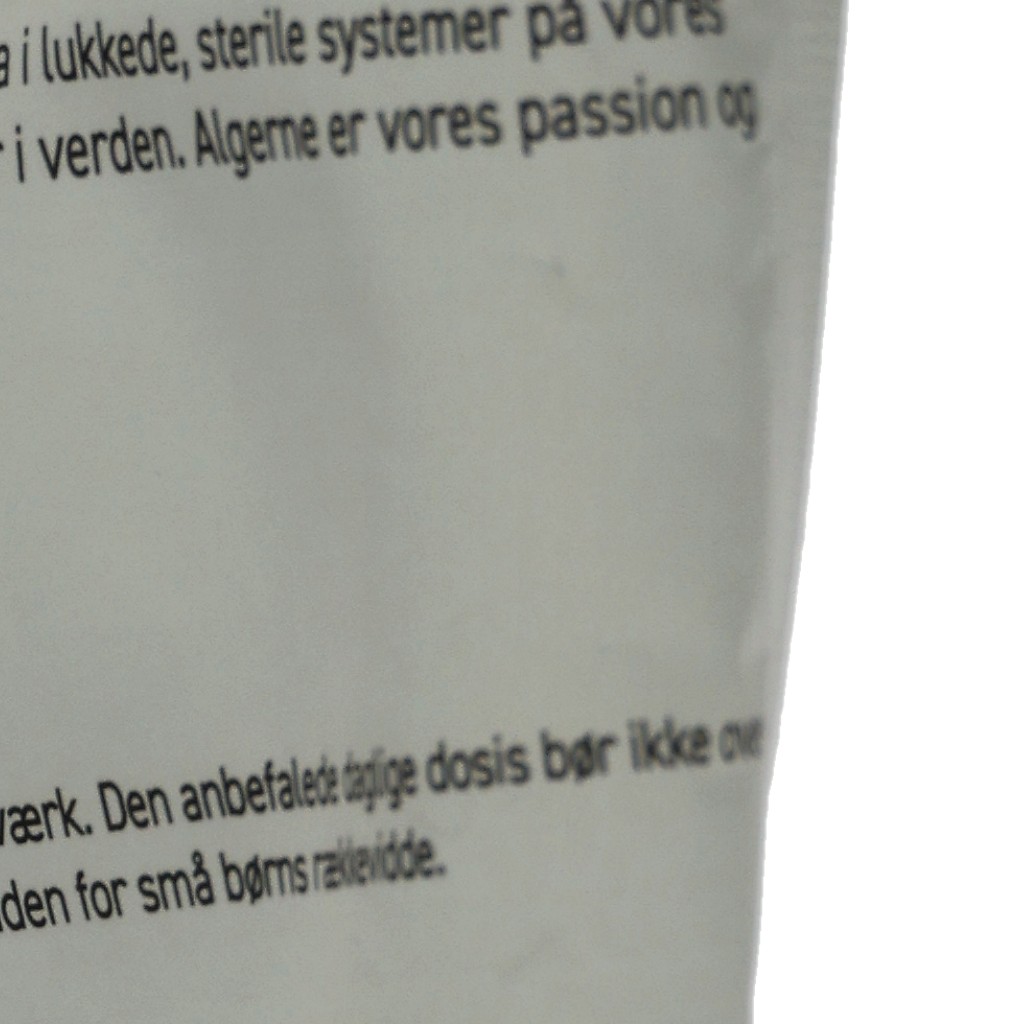 i lukkede, sterile systemer på vores
i verden. Algerne er vores passion og
værk. Den anbefalede daglige dosis bør ikke
den for små børns rækkevidde.